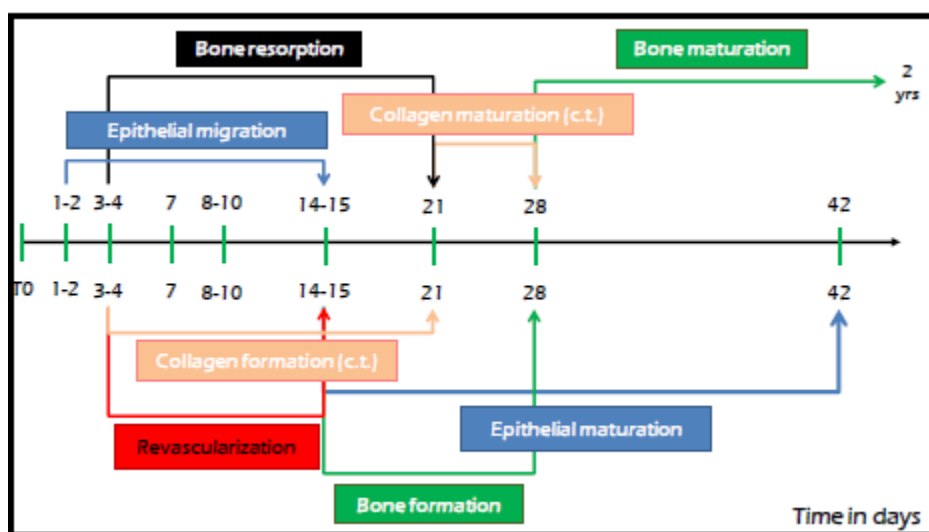 Bone resorption
Bone maturation
2
yrs
Collagen maturation (c.t.)
Epithelial migration
1-2 3-4 7 8-10 14-15 21 28 42
T0 1-2 3-4 7 8-10 14-15 21 28 42
Collagen formation (c.t.)
Epithelial maturation
Revascularization
Bone formation
Time in days